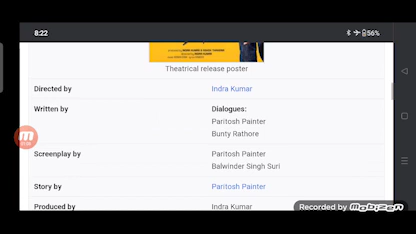 8:22
56%
Theatrical release poster
Directed by Indra Kumar
Written by Dialogues:
Paritosh Painter
Bunty Rathore
Screenplay by Paritosh Painter
Balwinder Singh Suri
Story by Paritosh Painter
Produced by Indra Kumar
Recorded by Mobizen